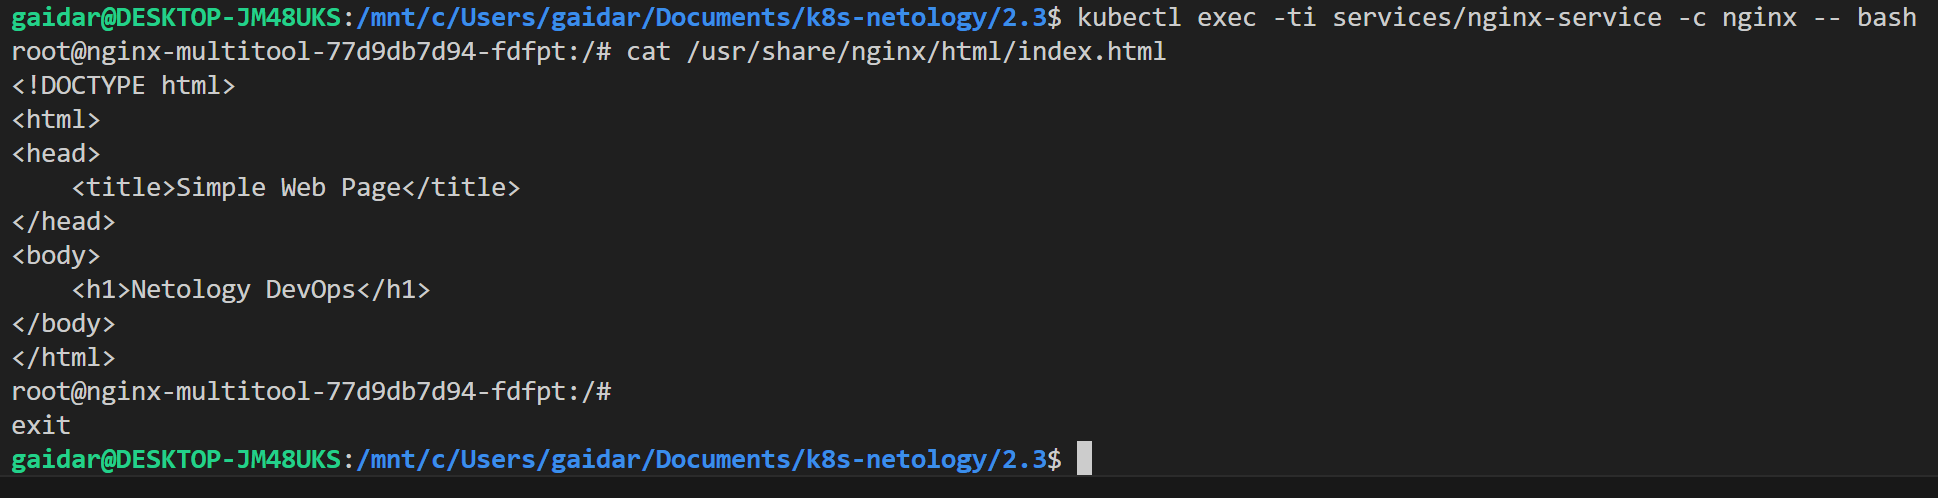 gaidar@DESKTOP-JM48UKS:/mnt/c/Users/gaidar/Documents/k8s-netology/2.3$ kubectl exec -ti services/nginx-service -c nginx -- bash
root@nginx-multitool-77d9db7d94-fdfpt:/# cat /usr/share/nginx/html/index.html
<!DOCTYPE html>
<html>
<head>
    <title>Simple Web Page</title>
</head>
<body>
    <h1>Netology DevOps</h1>
</body>
</html>
root@nginx-multitool-77d9db7d94-fdfpt:/#
exit
gaidar@DESKTOP-JM48UKS:/mnt/c/Users/gaidar/Documents/k8s-netology/2.3$